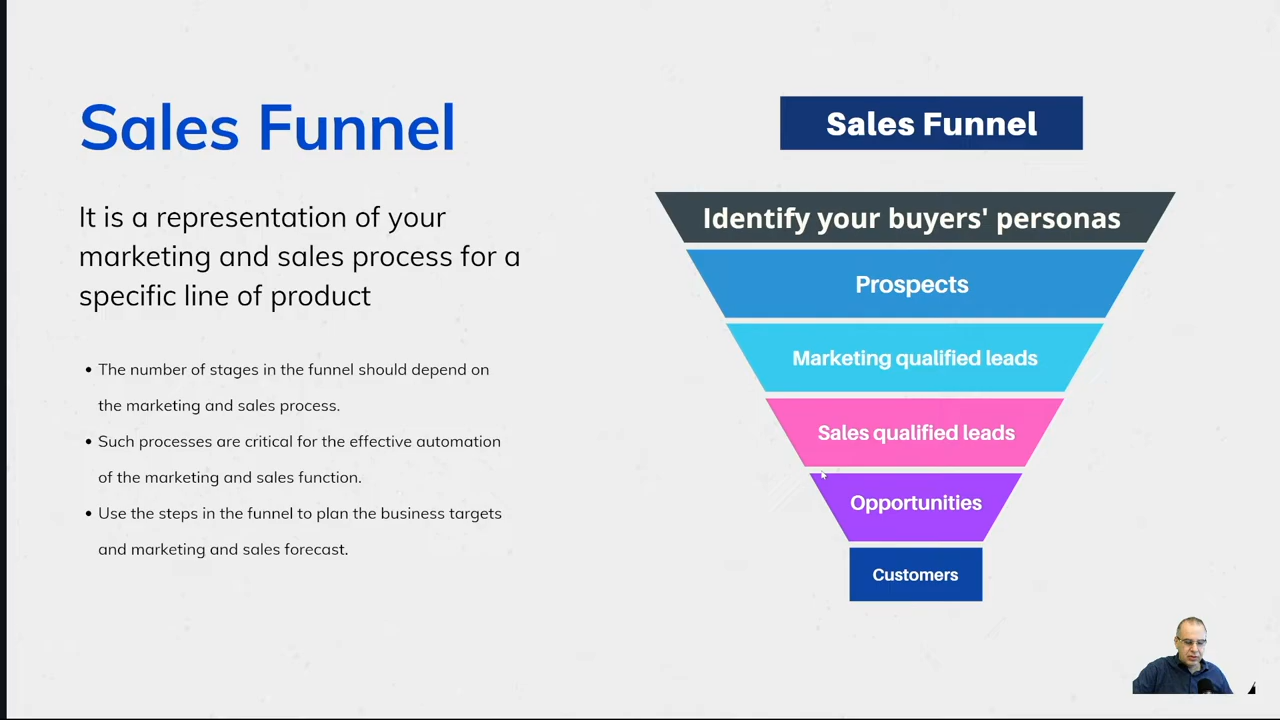 Sales Funnel
It is a representation of your
marketing and sales process for a
specific line of product
• The number of stages in the funnel should depend on
the marketing and sales process.
• Such processes are critical for the effective automation
of the marketing and sales function.
• Use the steps in the funnel to plan the business targets
and marketing and sales forecast.
Sales Funnel
Identify your buyers' personas
Prospects
Marketing qualified leads
Sales qualified leads
Opportunities
Customers